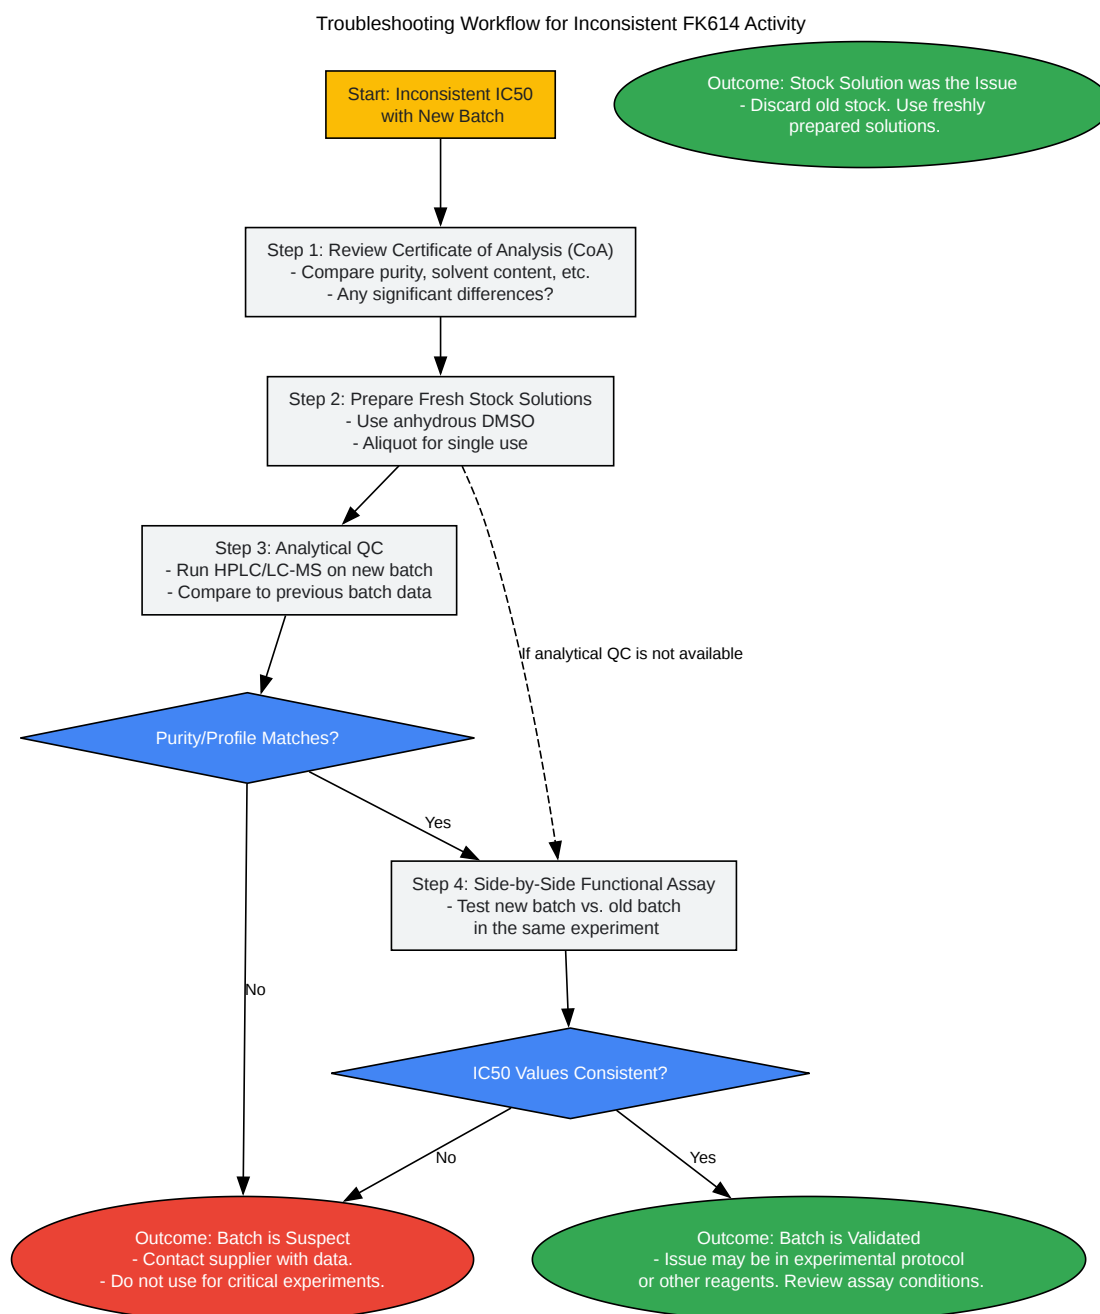 Troubleshooting Workflow for Inconsistent FK614 Activity
Start: Inconsistent IC50
with New Batch
Outcome: Stock Solution was the Issue
- Discard old stock. Use freshly
prepared solutions.
Step 1: Review Certificate of Analysis (CoA)
- Compare purity, solvent content, etc.
- Any significant differences?
Step 2: Prepare Fresh Stock Solutions
- Use anhydrous DMSO
- Aliquot for single use
Step 3: Analytical QC
- Run HPLC/LC-MS on new batch
- Compare to previous batch data
If analytical QC is not available
Purity/Profile Matches?
Yes
Step 4: Side-by-Side Functional Assay
- Test new batch vs. old batch
in the same experiment
No
IC50 Values Consistent?
No
Yes
Outcome: Batch is Suspect
- Contact supplier with data.
- Do not use for critical experiments.
Outcome: Batch is Validated
- Issue may be in experimental protocol
or other reagents. Review assay conditions.